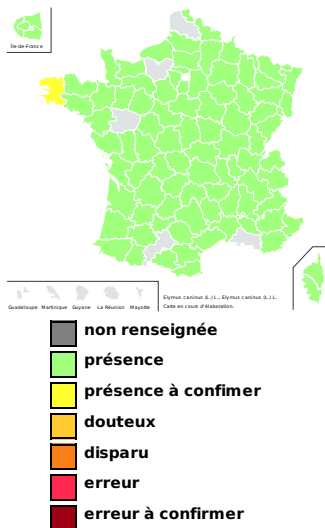 Île-de-France
Guadeloupe Martinique Guyane La Réunion Mayotte
Elymus caninus (L.) L., Elymus caninus (L.) L.
Carte en cours d'élaboration.
non renseignée
présence
présence à confimer
douteux
disparu
erreur
erreur à confirmer